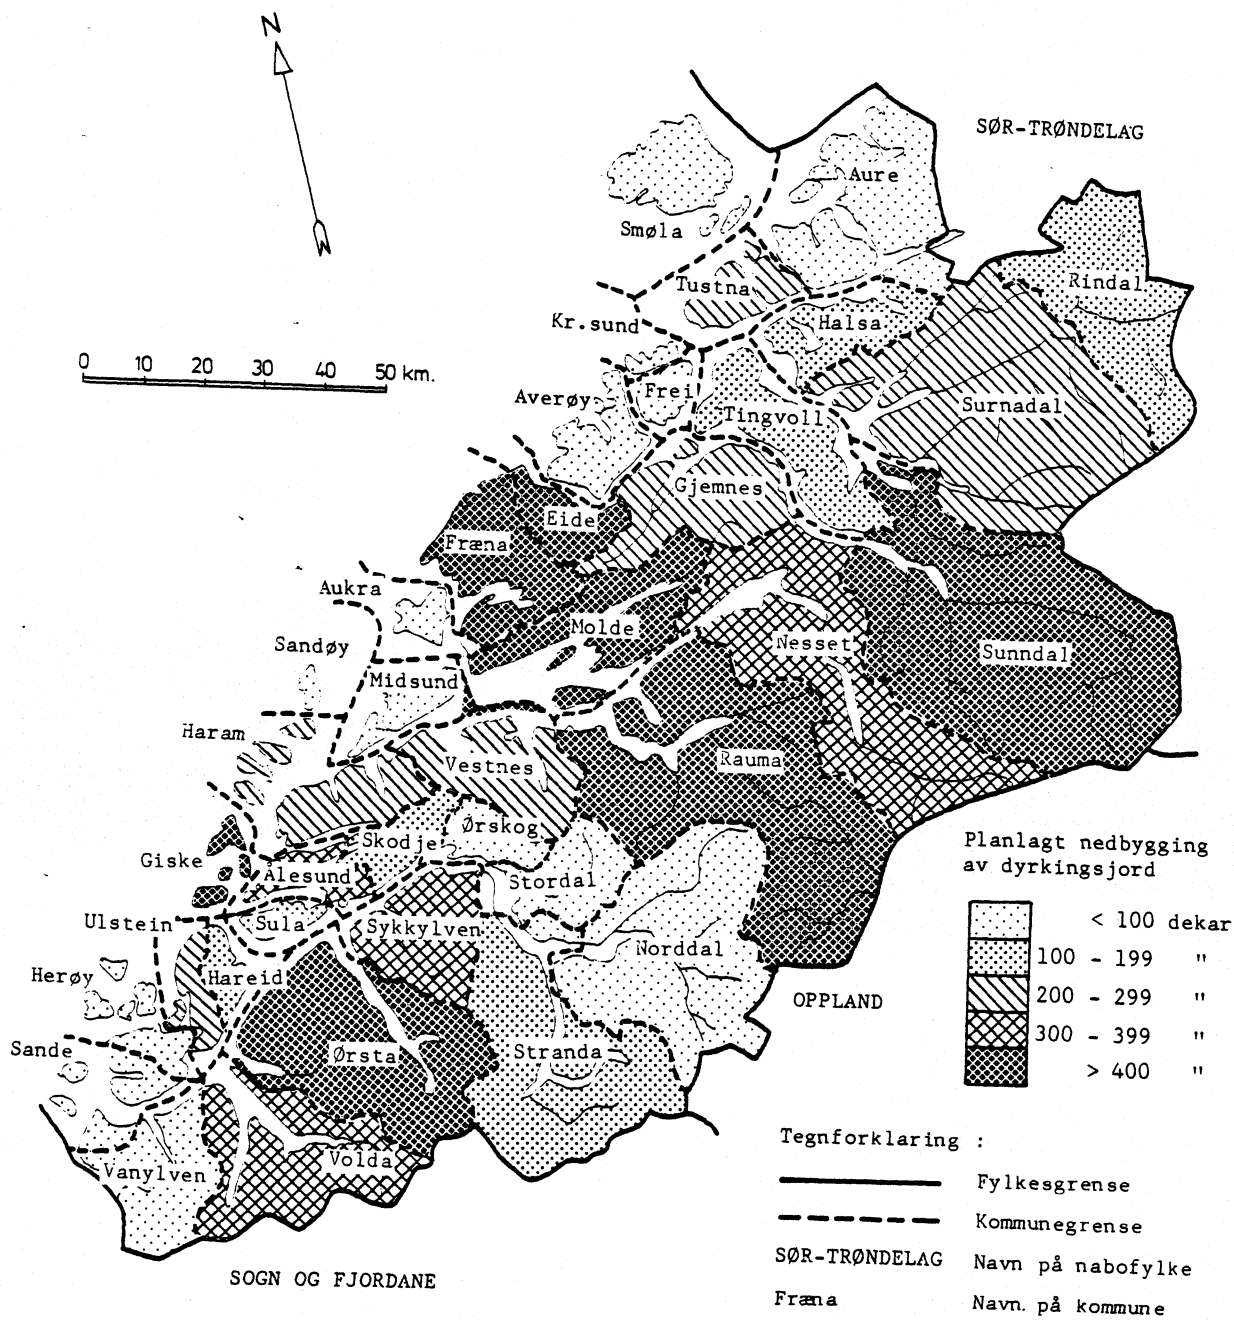 N
SØR-TRØNDELAG
Aure
Smøla
Rindal
Tustna
Kr.sund
Halsa
0 10 20 30 40 50 km.
Averøy
Frei
Tingvoll
Surnadal
Gjemnes
Eide
Fræna
Aukra
Molde
Sandøy
Nesset
Sunndal
Midsund
Haram
Vestnes
Rauma
Ørskog
Skodje
Giske
Ålesund
Stordal
Ulstein
Sula
Sykkylven
Norddal
Herøy
Hareid
OPPLAND
Sande
Ørsta
Stranda
Vanylven
Volda
SOGN OG FJORDANE
Planlagt nedbygging
av dyrkingsjord
< 100 dekar
100 - 199 "
200 - 299 "
300 - 399 "
> 400 "
Tegnforklaring :
Fylkesgrense
Kommunegrense
SØR-TRØNDELAG Navn på nabofylke
Fræna Navn. på kommune